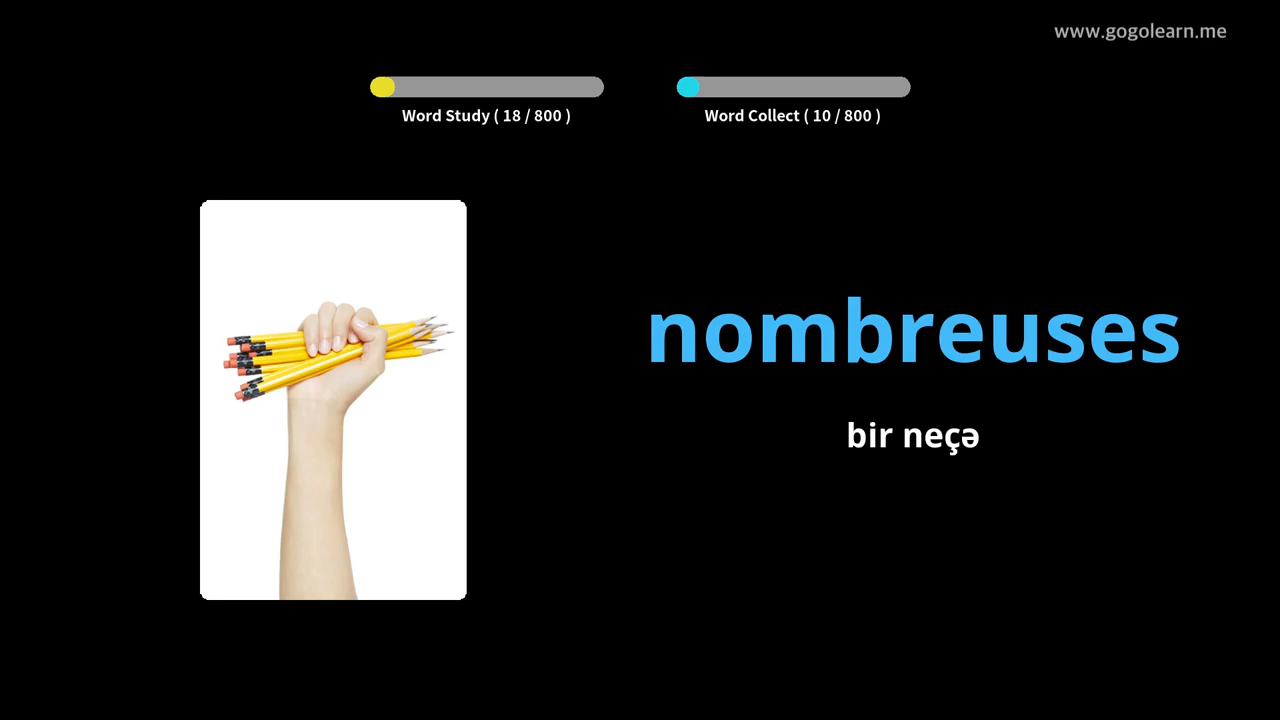 www.gogolearn.me
Word Study ( 18 / 800 )
Word Collect ( 10 / 800 )
nombreuses
bir neçə